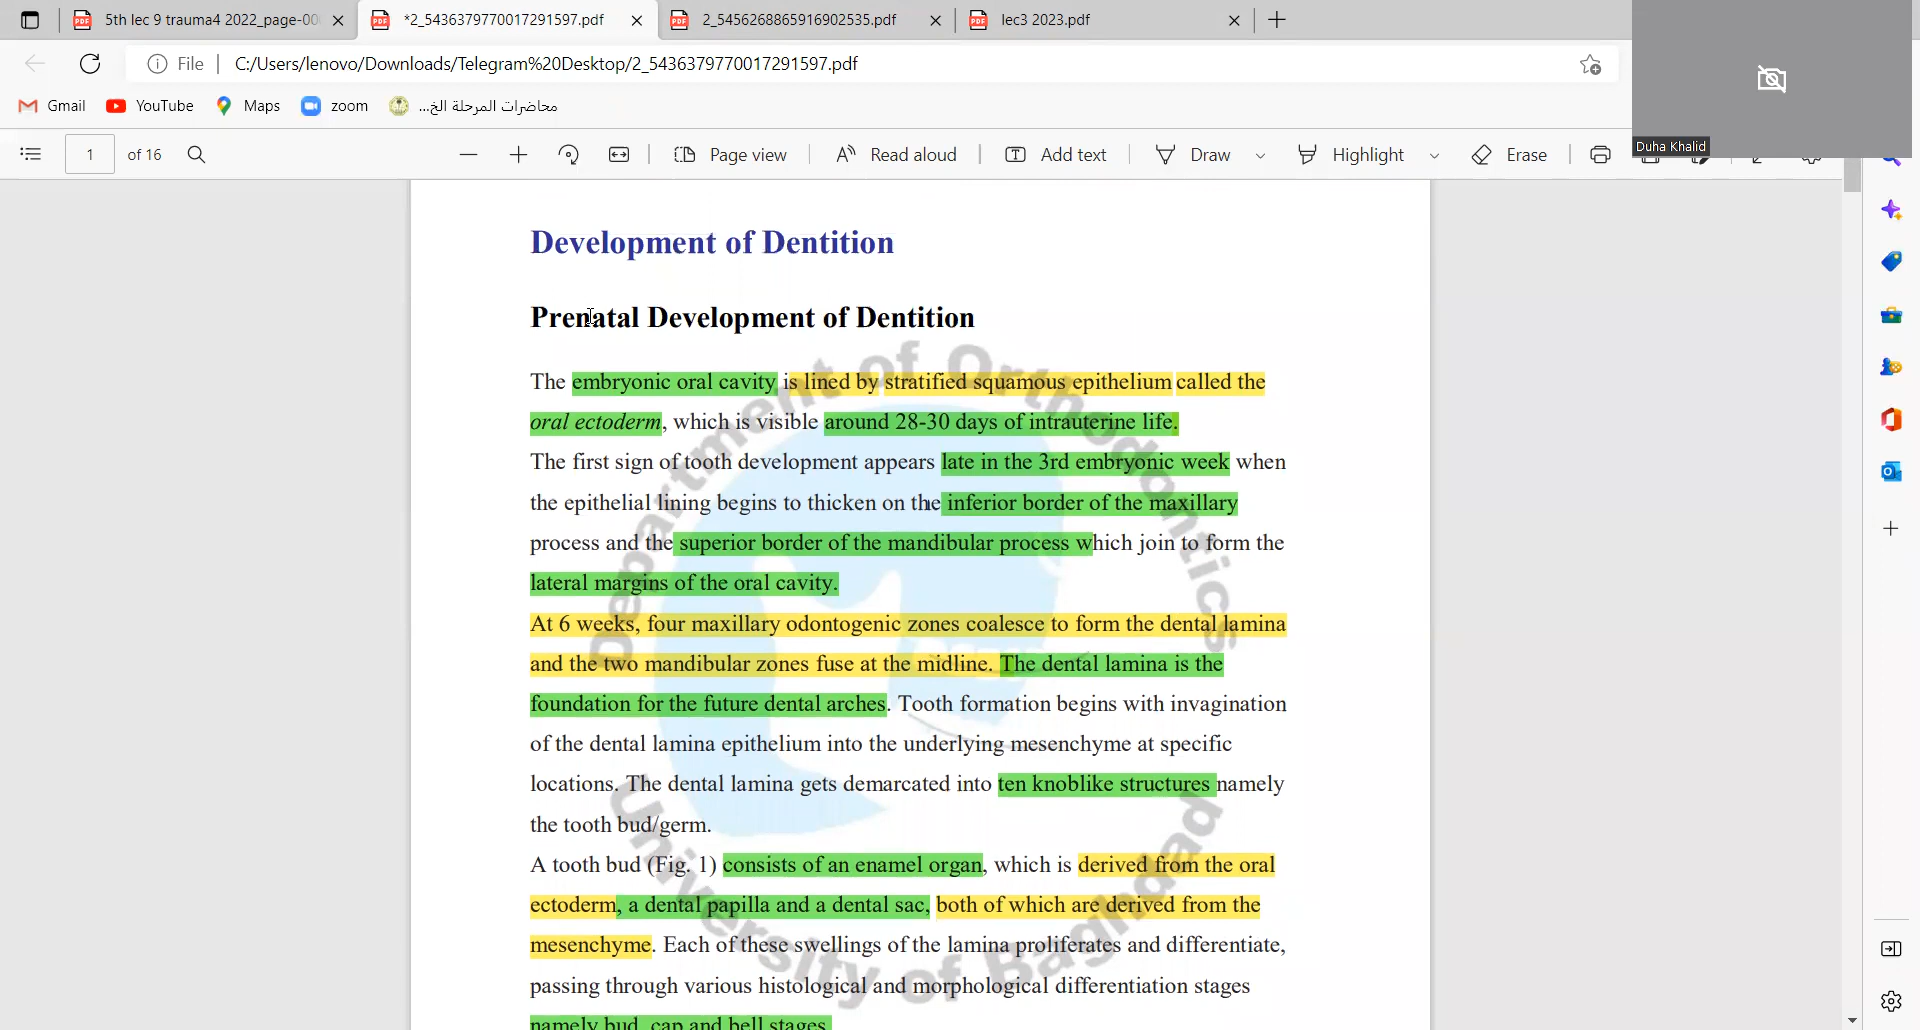 5th lec 9 trauma4 2022_page-00
*2_5436379770017291597.pdf
2_5456268865916902535.pdf
lec3 2023.pdf
File
C:/Users/lenovo/Downloads/Telegram%20Desktop/2_5436379770017291597.pdf
Gmail
YouTube
Maps
zoom
محاضرات المرحلة الخ...
1
of 16
Page view
Read aloud
Add text
Draw
Highlight
Erase
Duha Khalid
Development of Dentition
Prenatal Development of Dentition
The embryonic oral cavity is lined by stratified squamous epithelium called the
oral ectoderm, which is visible around 28-30 days of intrauterine life.
The first sign of tooth development appears late in the 3rd embryonic week when
the epithelial lining begins to thicken on the inferior border of the maxillary
process and the superior border of the mandibular process which join to form the
lateral margins of the oral cavity.
At 6 weeks, four maxillary odontogenic zones coalesce to form the dental lamina
and the two mandibular zones fuse at the midline. The dental lamina is the
foundation for the future dental arches. Tooth formation begins with invagination
of the dental lamina epithelium into the underlying mesenchyme at specific
locations. The dental lamina gets demarcated into ten knoblike structures namely
the tooth bud/germ.
A tooth bud (Fig. 1) consists of an enamel organ, which is derived from the oral
ectoderm, a dental papilla and a dental sac, both of which are derived from the
mesenchyme. Each of these swellings of the lamina proliferates and differentiate,
passing through various histological and morphological differentiation stages
namely bud, cap and bell stages.
Department of Orthodontics
University of Baghdad